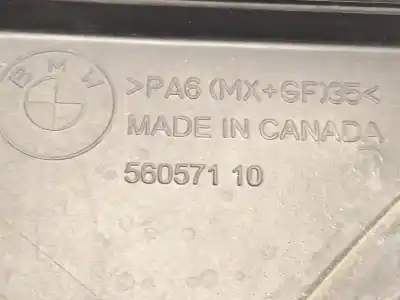 BMW
>PA6 (MX+GF)35<
MADE IN CANADA
560571 10